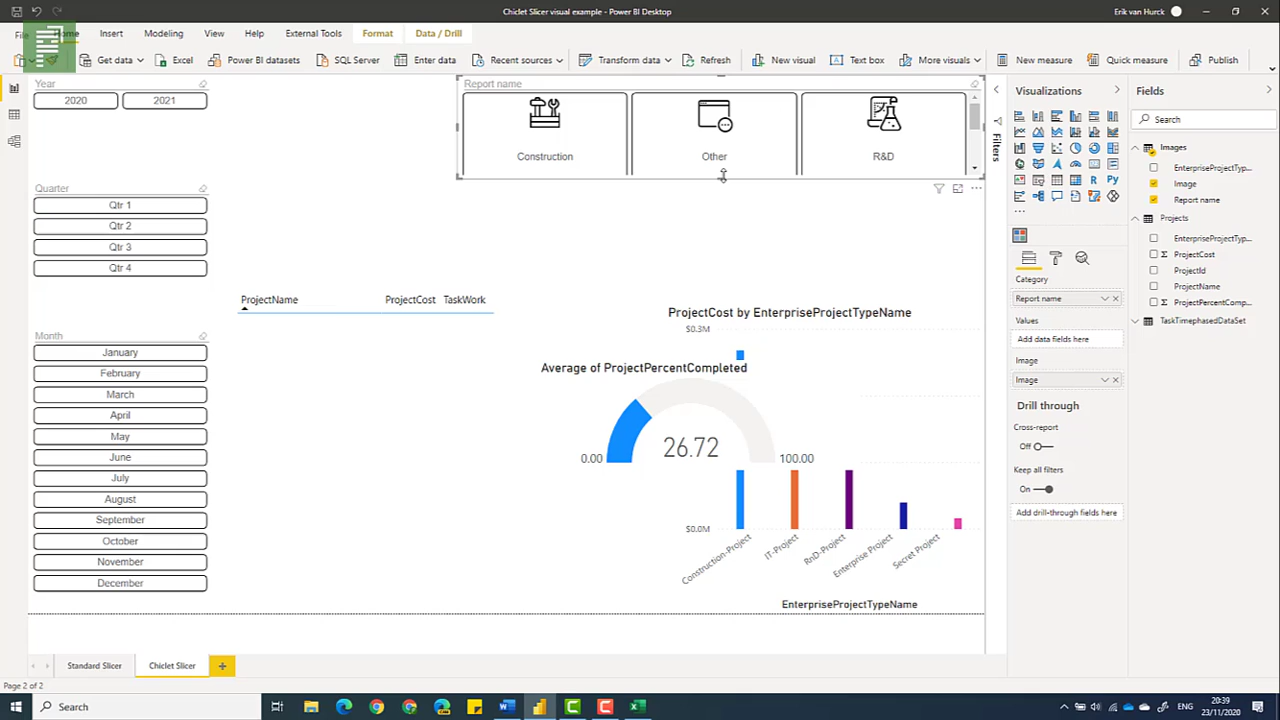 Chiclet Slicer visual example - Power BI Desktop
Erik van Hurck
File
Home
Insert
Modeling
View
Help
External Tools
Format
Data / Drill
Get data
Excel
Power BI datasets
SQL Server
Enter data
Recent sources
Transform data
Refresh
New visual
Text box
More visuals
New measure
Quick measure
Publish
Year
2020
2021
Quarter
Qtr 1
Qtr 2
Qtr 3
Qtr 4
Month
January
February
March
April
May
June
July
August
September
October
November
December
Report name
Construction
Other
R&D
ProjectName
ProjectCost
TaskWork
ProjectCost by EnterpriseProjectTypeName
$0.3M
Average of ProjectPercentCompleted
26.72
0.00
100.00
$0.0M
Construction-Project
IT-Project
RnD-Project
Enterprise Project
Secret Project
EnterpriseProjectTypeName
Filters
Visualizations
R
Py
Category
Report name
Values
Add data fields here
Image
Image
Drill through
Cross-report
Off
Keep all filters
On
Add drill-through fields here
Fields
Search
Images
EnterpriseProjectTyp...
Image
Report name
Projects
EnterpriseProjectTyp...
ProjectCost
ProjectId
ProjectName
ProjectPercentComp...
TaskTimephasedDataSet
Standard Slicer
Chiclet Slicer
Page 2 of 2
Search
ENG
20:39
23/11/2020